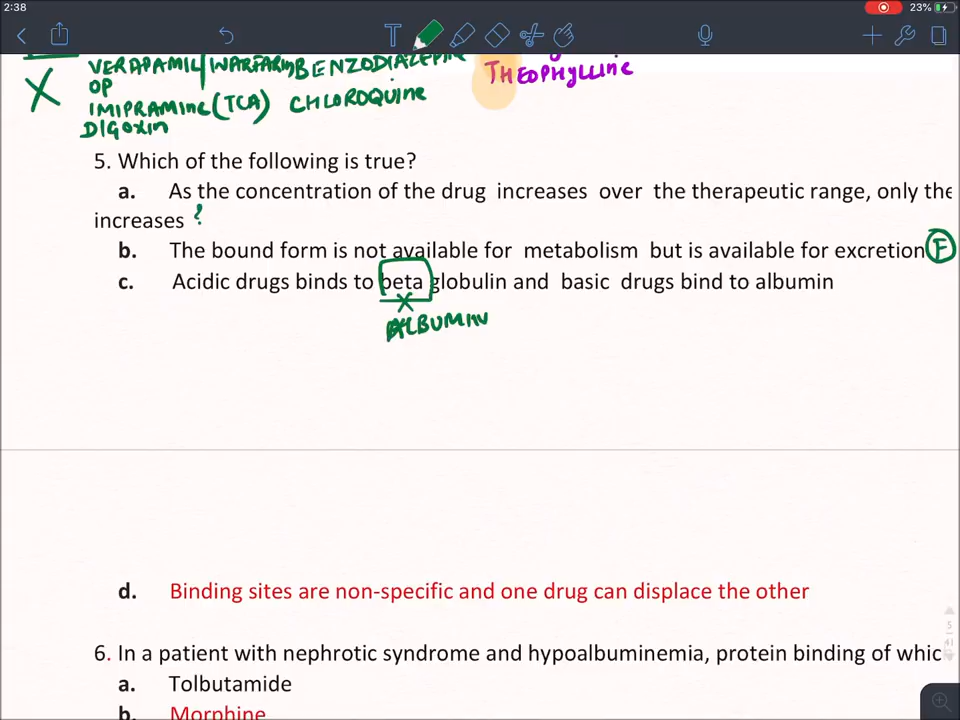 2:38
23%
T
VERAPAMIL WARFARIN BENZODIAZEPINE
OP
IMIPRAMINE (TCA) CHLOROQUINE
DIGOXIN
THEOPHYLLINE
X
5. Which of the following is true?
a. As the concentration of the drug increases over the therapeutic range, only the
increases ?
b. The bound form is not available for metabolism but is available for excretion F
c. Acidic drugs binds to beta globulin and basic drugs bind to albumin
X
ALBUMIN
d. Binding sites are non-specific and one drug can displace the other
6. In a patient with nephrotic syndrome and hypoalbuminemia, protein binding of whic
a. Tolbutamide
b. Morphine
5
41